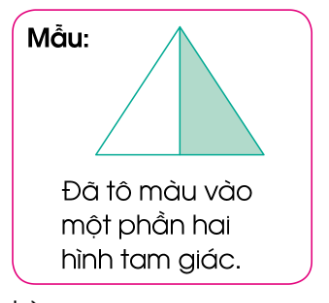 Mẫu:
Đã tô màu vào
một phần hai
hình tam giác.